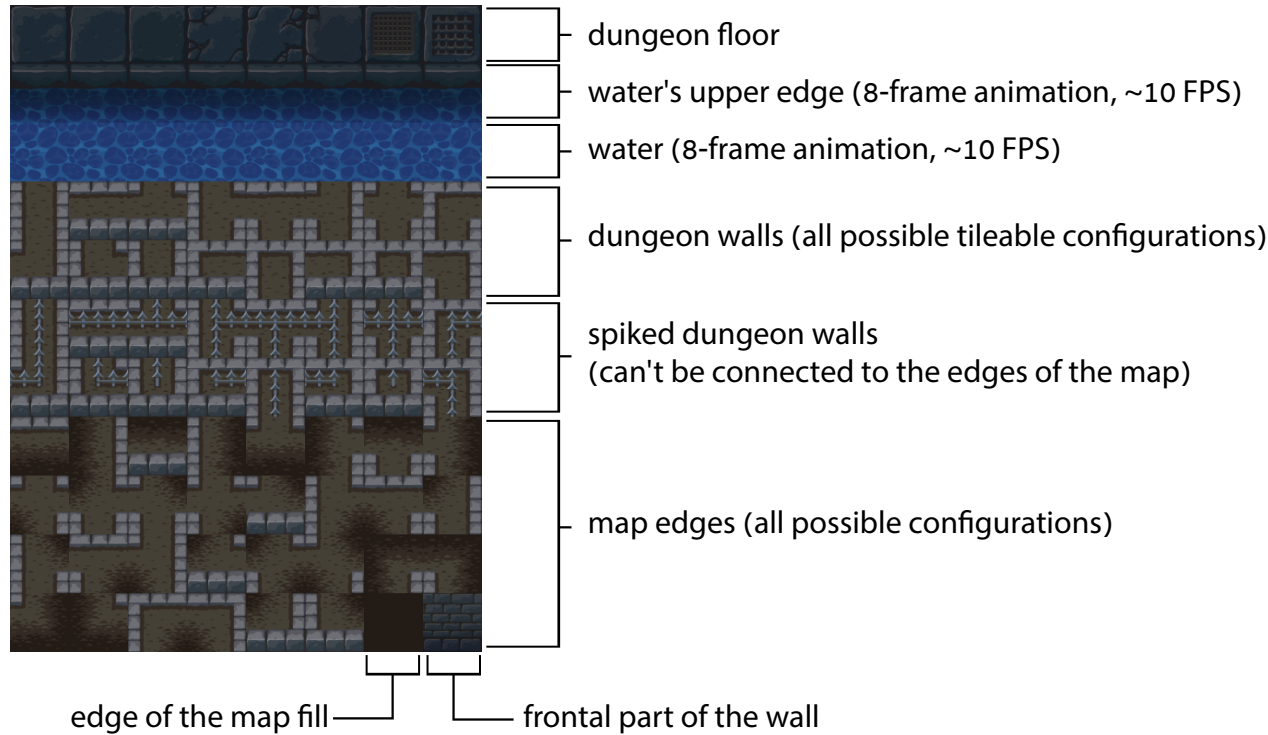 dungeon floor
water's upper edge (8-frame animation, ~10 FPS)
water (8-frame animation, ~10 FPS)
dungeon walls (all possible tileable configurations)
spiked dungeon walls
(can't be connected to the edges of the map)
map edges (all possible configurations)
edge of the map fill
frontal part of the wall